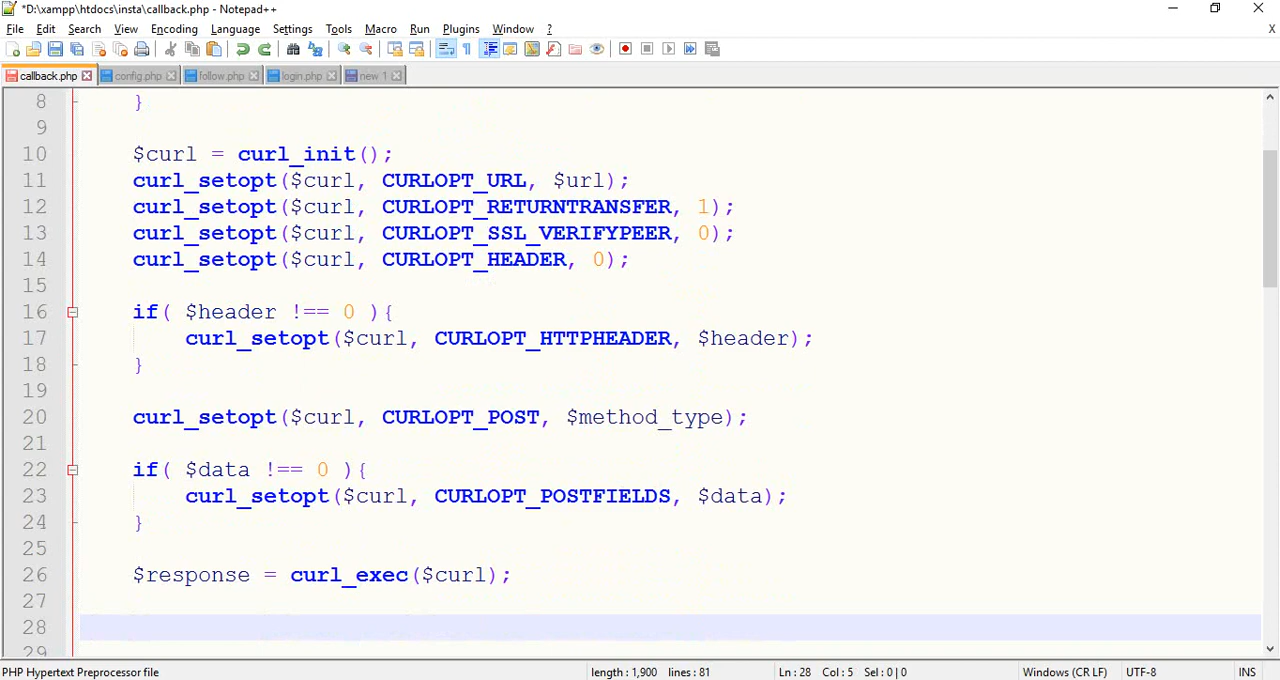 *D:\xampp\htdocs\insta\callback.php - Notepad++
File Edit Search View Encoding Language Settings Tools Macro Run Plugins Window ? X
callback.php config.php follow.php login.php new 1
8 }
9
10 $curl = curl_init();
11 curl_setopt($curl, CURLOPT_URL, $url);
12 curl_setopt($curl, CURLOPT_RETURNTRANSFER, 1);
13 curl_setopt($curl, CURLOPT_SSL_VERIFYPEER, 0);
14 curl_setopt($curl, CURLOPT_HEADER, 0);
15
16 if( $header !== 0 ){
17 curl_setopt($curl, CURLOPT_HTTPHEADER, $header);
18 }
19
20 curl_setopt($curl, CURLOPT_POST, $method_type);
21
22 if( $data !== 0 ){
23 curl_setopt($curl, CURLOPT_POSTFIELDS, $data);
24 }
25
26 $response = curl_exec($curl);
27
28
29
PHP Hypertext Preprocessor file length : 1,900 lines : 81 Ln : 28 Col : 5 Sel : 0 | 0 Windows (CR LF) UTF-8 INS